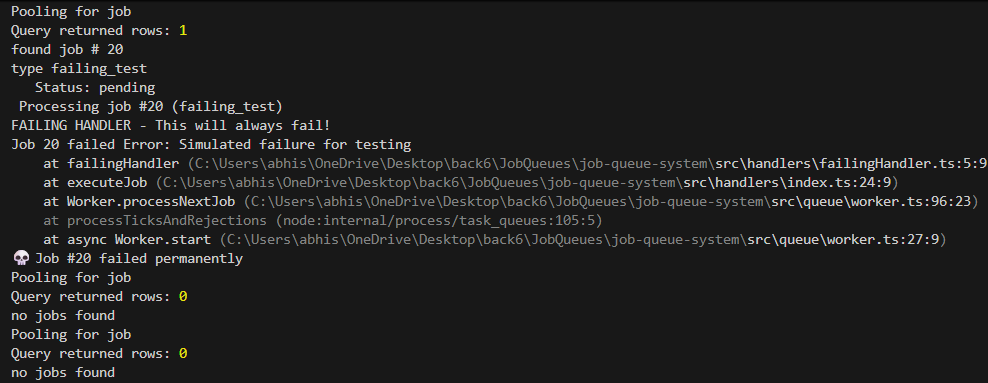 Pooling for job
Query returned rows: 1
found job # 20
type failing_test
Status: pending
Processing job #20 (failing_test)
FAILING HANDLER - This will always fail!
Job 20 failed Error: Simulated failure for testing
at failingHandler (C:\Users\abhis\OneDrive\Desktop\back6\JobQueues\job-queue-system\src\handlers\failingHandler.ts:5:9
at executeJob (C:\Users\abhis\OneDrive\Desktop\back6\JobQueues\job-queue-system\src\handlers\index.ts:24:9)
at Worker.processNextJob (C:\Users\abhis\OneDrive\Desktop\back6\JobQueues\job-queue-system\src\queue\worker.ts:96:23)
at processTicksAndRejections (node:internal/process/task_queues:105:5)
at async Worker.start (C:\Users\abhis\OneDrive\Desktop\back6\JobQueues\job-queue-system\src\queue\worker.ts:27:9)
💀 Job #20 failed permanently
Pooling for job
Query returned rows: 0
no jobs found
Pooling for job
Query returned rows: 0
no jobs found